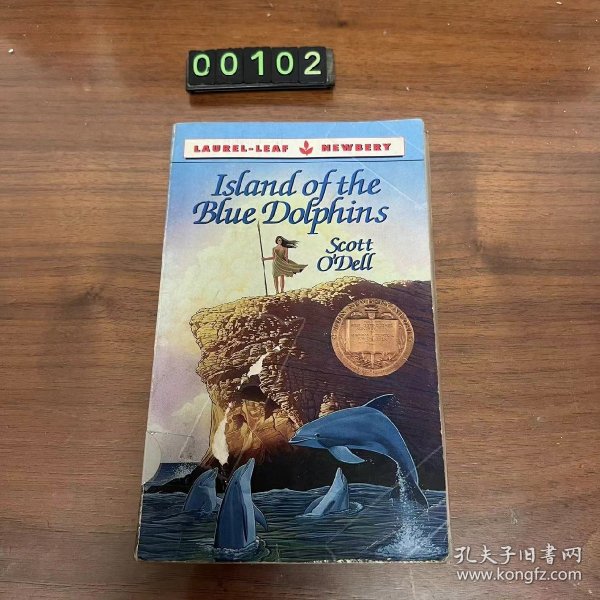 00102
LAUREL-LEAF NEWBERY
Island of the
Blue Dolphins
Scott
O'Dell
孔夫子旧書网
www.kongfz.com